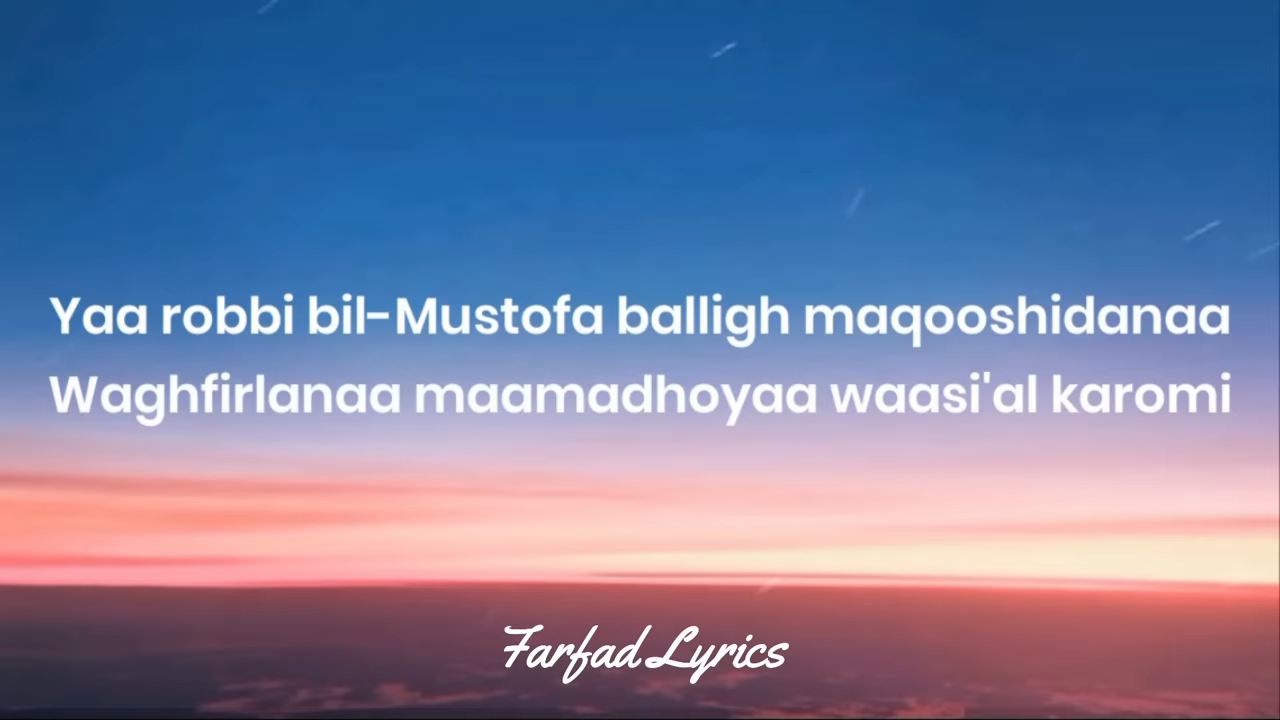 Yaa robbi bil-Mustofa balligh maqooshidanaa
Waghfirlanaa maamadhoyaa waasi'al karomi
Farfad Lyrics